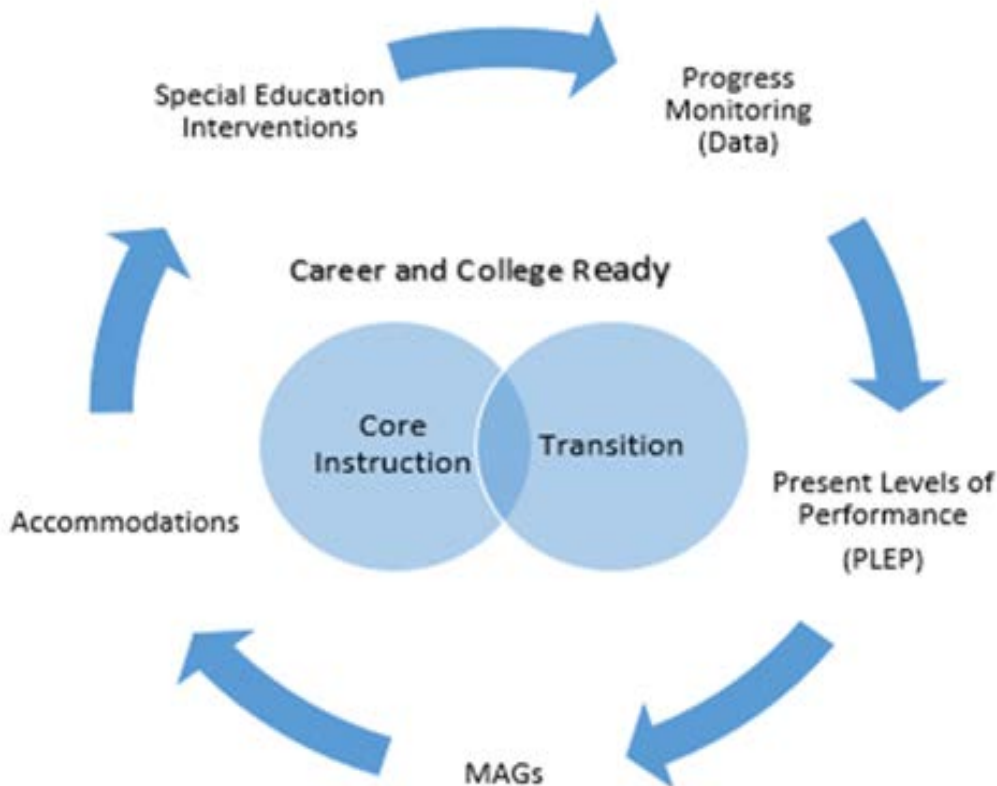 Special Education
Interventions
Progress
Monitoring
(Data)
Career and College Ready
Core
Instruction
Transition
Present Levels of
Performance
(PLEP)
Accommodations
MAGs